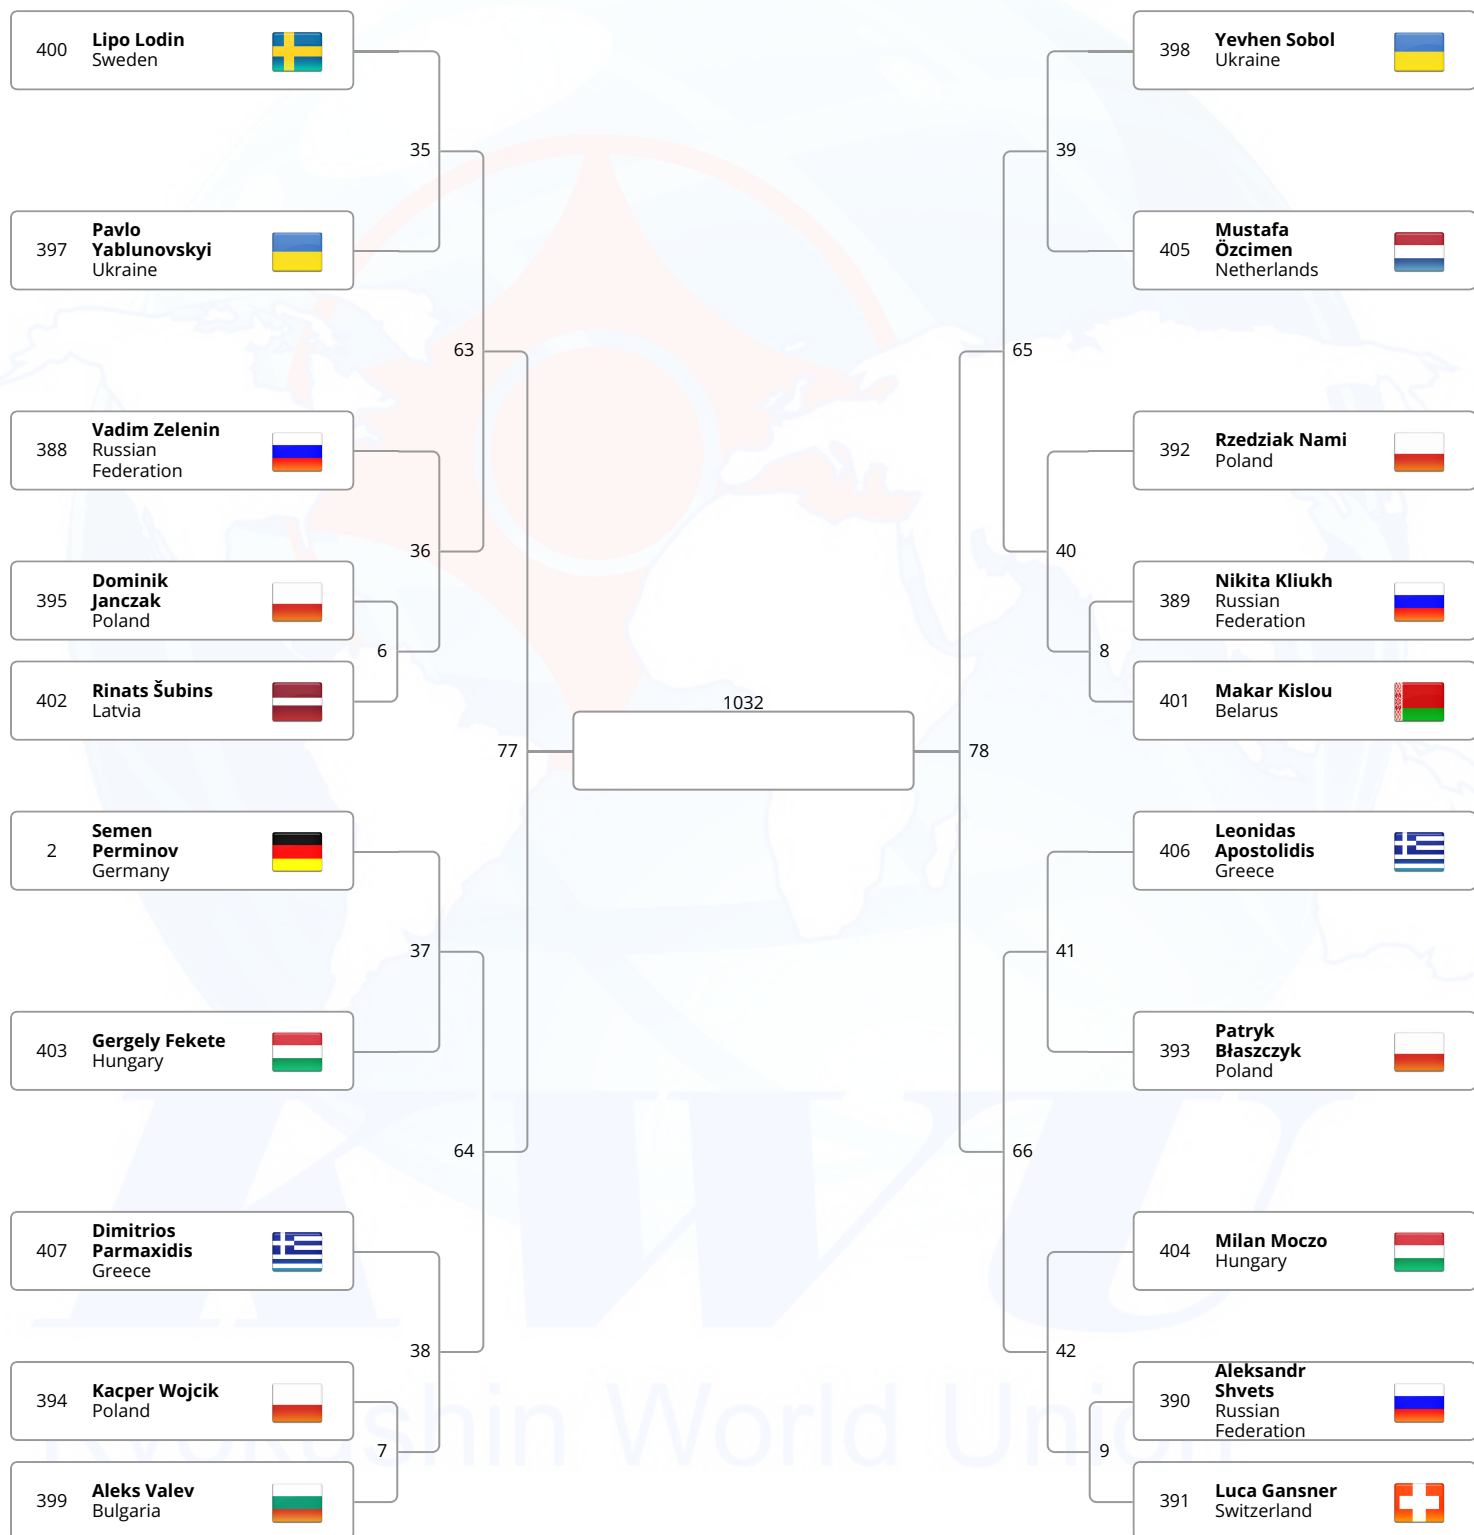 400
Lipo Lodin
Sweden
35
397
Pavlo
Yablunovskyi
Ukraine
63
388
Vadim Zelenin
Russian
Federation
36
395
Dominik
Janczak
Poland
6
402
Rinats Šubins
Latvia
77
2
Semen
Perminov
Germany
37
403
Gergely Fekete
Hungary
64
407
Dimitrios
Parmaxidis
Greece
38
394
Kacper Wojcik
Poland
7
399
Aleks Valev
Bulgaria
1032
398
Yevhen Sobol
Ukraine
39
405
Mustafa
Özcimen
Netherlands
65
392
Rzedziak Nami
Poland
40
389
Nikita Kliukh
Russian
Federation
8
401
Makar Kislou
Belarus
78
406
Leonidas
Apostolidis
Greece
41
393
Patryk
Błaszczyk
Poland
66
404
Milan Moczo
Hungary
42
390
Aleksandr
Shvets
Russian
Federation
9
391
Luca Gansner
Switzerland
KWU
Kyokushin World Union